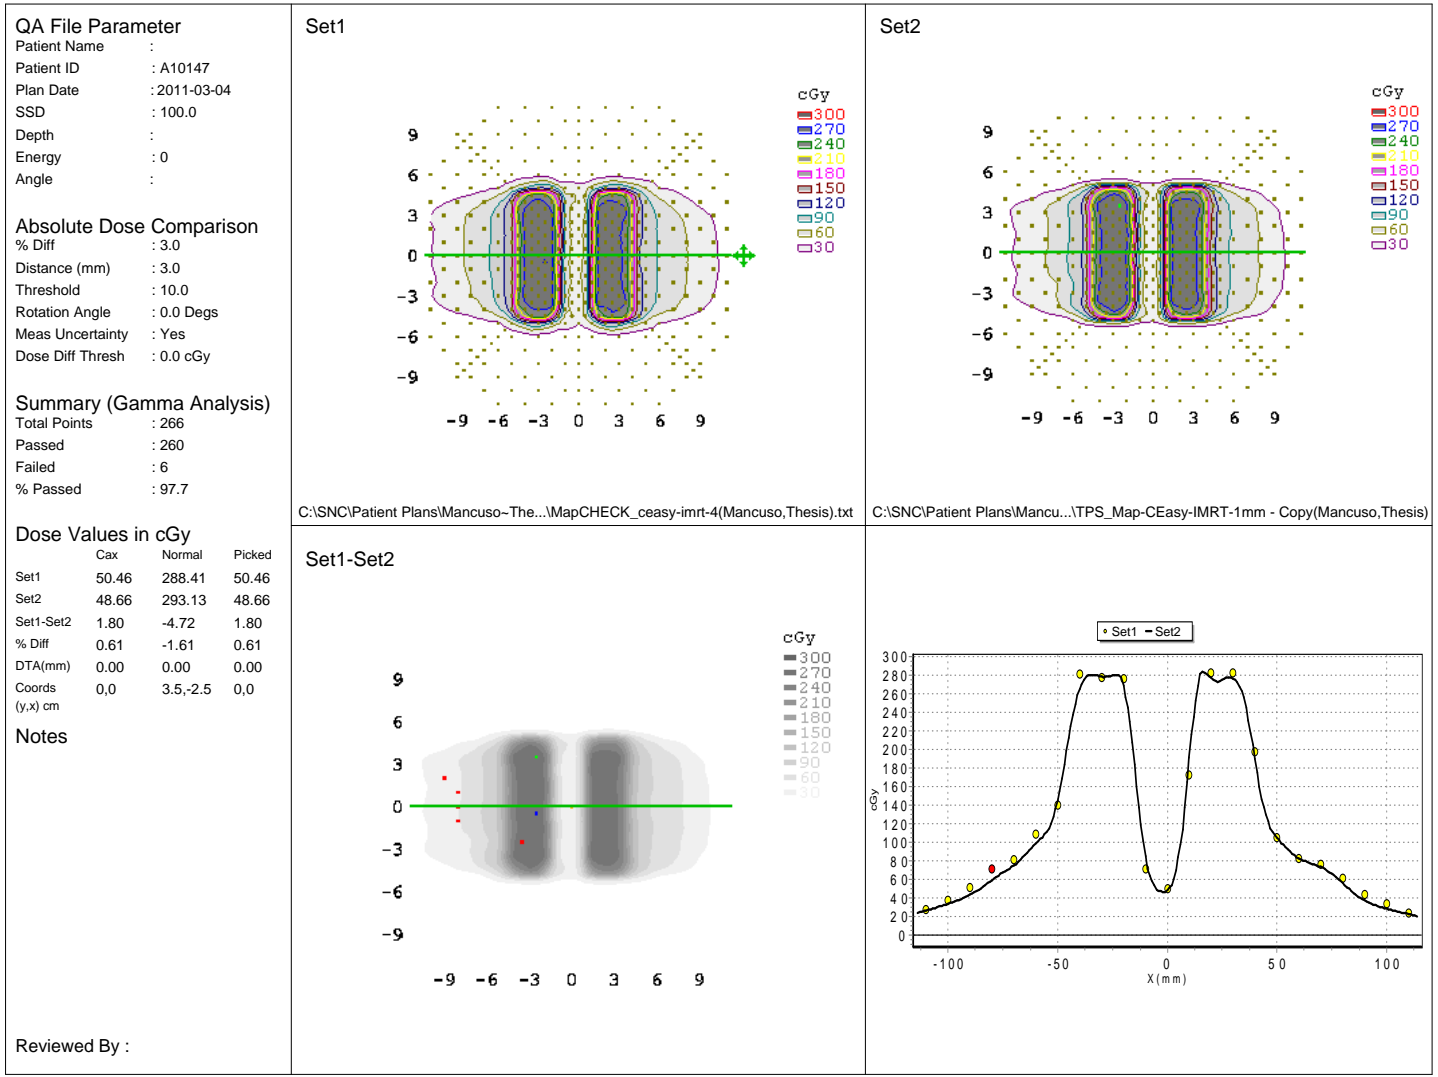 QA File Parameter
Patient Name :
Patient ID : A10147
Plan Date : 2011-03-04
SSD : 100.0
Depth :
Energy : 0
Angle :
Absolute Dose Comparison
% Diff : 3.0
Distance (mm) : 3.0
Threshold : 10.0
Rotation Angle : 0.0 Degs
Meas Uncertainty : Yes
Dose Diff Thresh : 0.0 cGy
Summary (Gamma Analysis)
Total Points : 266
Passed : 260
Failed : 6
% Passed : 97.7
Dose Values in cGy
Cax Normal Picked
Set1 50.46 288.41 50.46
Set2 48.66 293.13 48.66
Set1-Set2 1.80 -4.72 1.80
% Diff 0.61 -1.61 0.61
DTA(mm) 0.00 0.00 0.00
Coords 0,0 3.5,-2.5 0,0
(y,x) cm
Notes
Reviewed By :
Set1
cGy
300
270
240
210
180
150
120
90
60
30
9
6
3
0
-3
-6
-9
-9 -6 -3 0 3 6 9
C:\SNC\Patient Plans\Mancuso~The...\MapCHECK_ceasy-imrt-4(Mancuso,Thesis).txt
Set2
cGy
300
270
240
210
180
150
120
90
60
30
9
6
3
0
-3
-6
-9
-9 -6 -3 0 3 6 9
C:\SNC\Patient Plans\Mancu...\TPS_Map-CEasy-IMRT-1mm - Copy(Mancuso,Thesis)
Set1-Set2
cGy
300
270
240
210
180
150
120
90
60
30
9
6
3
0
-3
-6
-9
-9 -6 -3 0 3 6 9
Set1 Set2
300
280
260
240
220
200
180
160
140
120
100
80
60
40
20
0
cGy
-100 -50 0 50 100
X(mm)